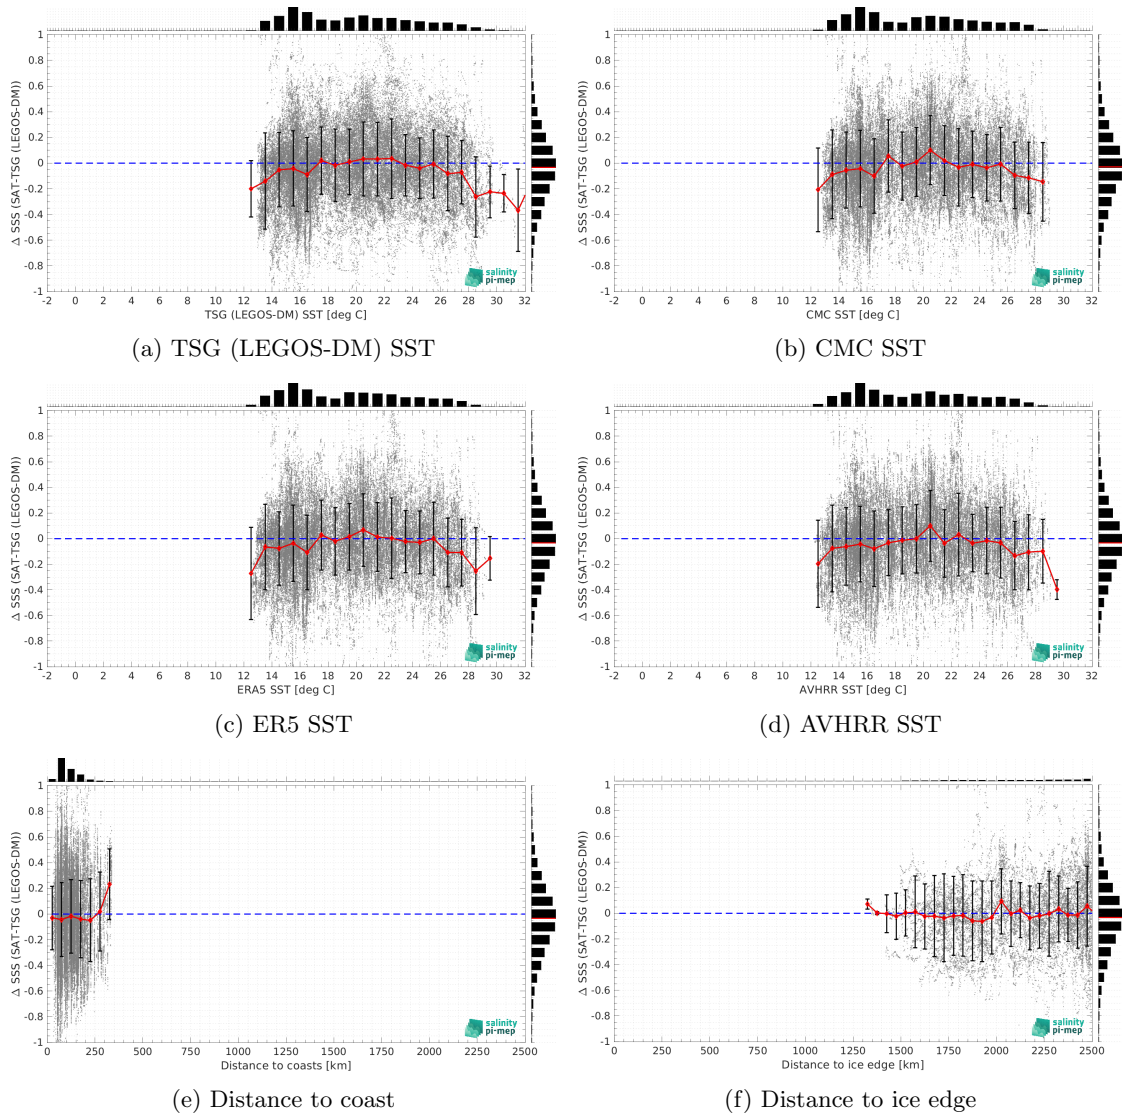 1
0.8
0.6
0.4
0.2
0
-0.2
-0.4
-0.6
-0.8
-1
Δ SSS (SAT-TSG (LEGOS-DM))
salinity
pi-mep
-2 0 2 4 6 8 10 12 14 16 18 20 22 24 26 28 30 32
TSG (LEGOS-DM) SST [deg C]
(a) TSG (LEGOS-DM) SST
1
0.8
0.6
0.4
0.2
0
-0.2
-0.4
-0.6
-0.8
-1
Δ SSS (SAT-TSG (LEGOS-DM))
salinity
pi-mep
-2 0 2 4 6 8 10 12 14 16 18 20 22 24 26 28 30 32
CMC SST [deg C]
(b) CMC SST
1
0.8
0.6
0.4
0.2
0
-0.2
-0.4
-0.6
-0.8
-1
Δ SSS (SAT-TSG (LEGOS-DM))
salinity
pi-mep
-2 0 2 4 6 8 10 12 14 16 18 20 22 24 26 28 30 32
ERA5 SST [deg C]
(c) ER5 SST
1
0.8
0.6
0.4
0.2
0
-0.2
-0.4
-0.6
-0.8
-1
Δ SSS (SAT-TSG (LEGOS-DM))
salinity
pi-mep
-2 0 2 4 6 8 10 12 14 16 18 20 22 24 26 28 30 32
AVHRR SST [deg C]
(d) AVHRR SST
1
0.8
0.6
0.4
0.2
0
-0.2
-0.4
-0.6
-0.8
-1
Δ SSS (SAT-TSG (LEGOS-DM))
salinity
pi-mep
0 250 500 750 1000 1250 1500 1750 2000 2250 2500
Distance to coasts [km]
(e) Distance to coast
1
0.8
0.6
0.4
0.2
0
-0.2
-0.4
-0.6
-0.8
-1
Δ SSS (SAT-TSG (LEGOS-DM))
salinity
pi-mep
0 250 500 750 1000 1250 1500 1750 2000 2250 2500
Distance to ice edge [km]
(f) Distance to ice edge